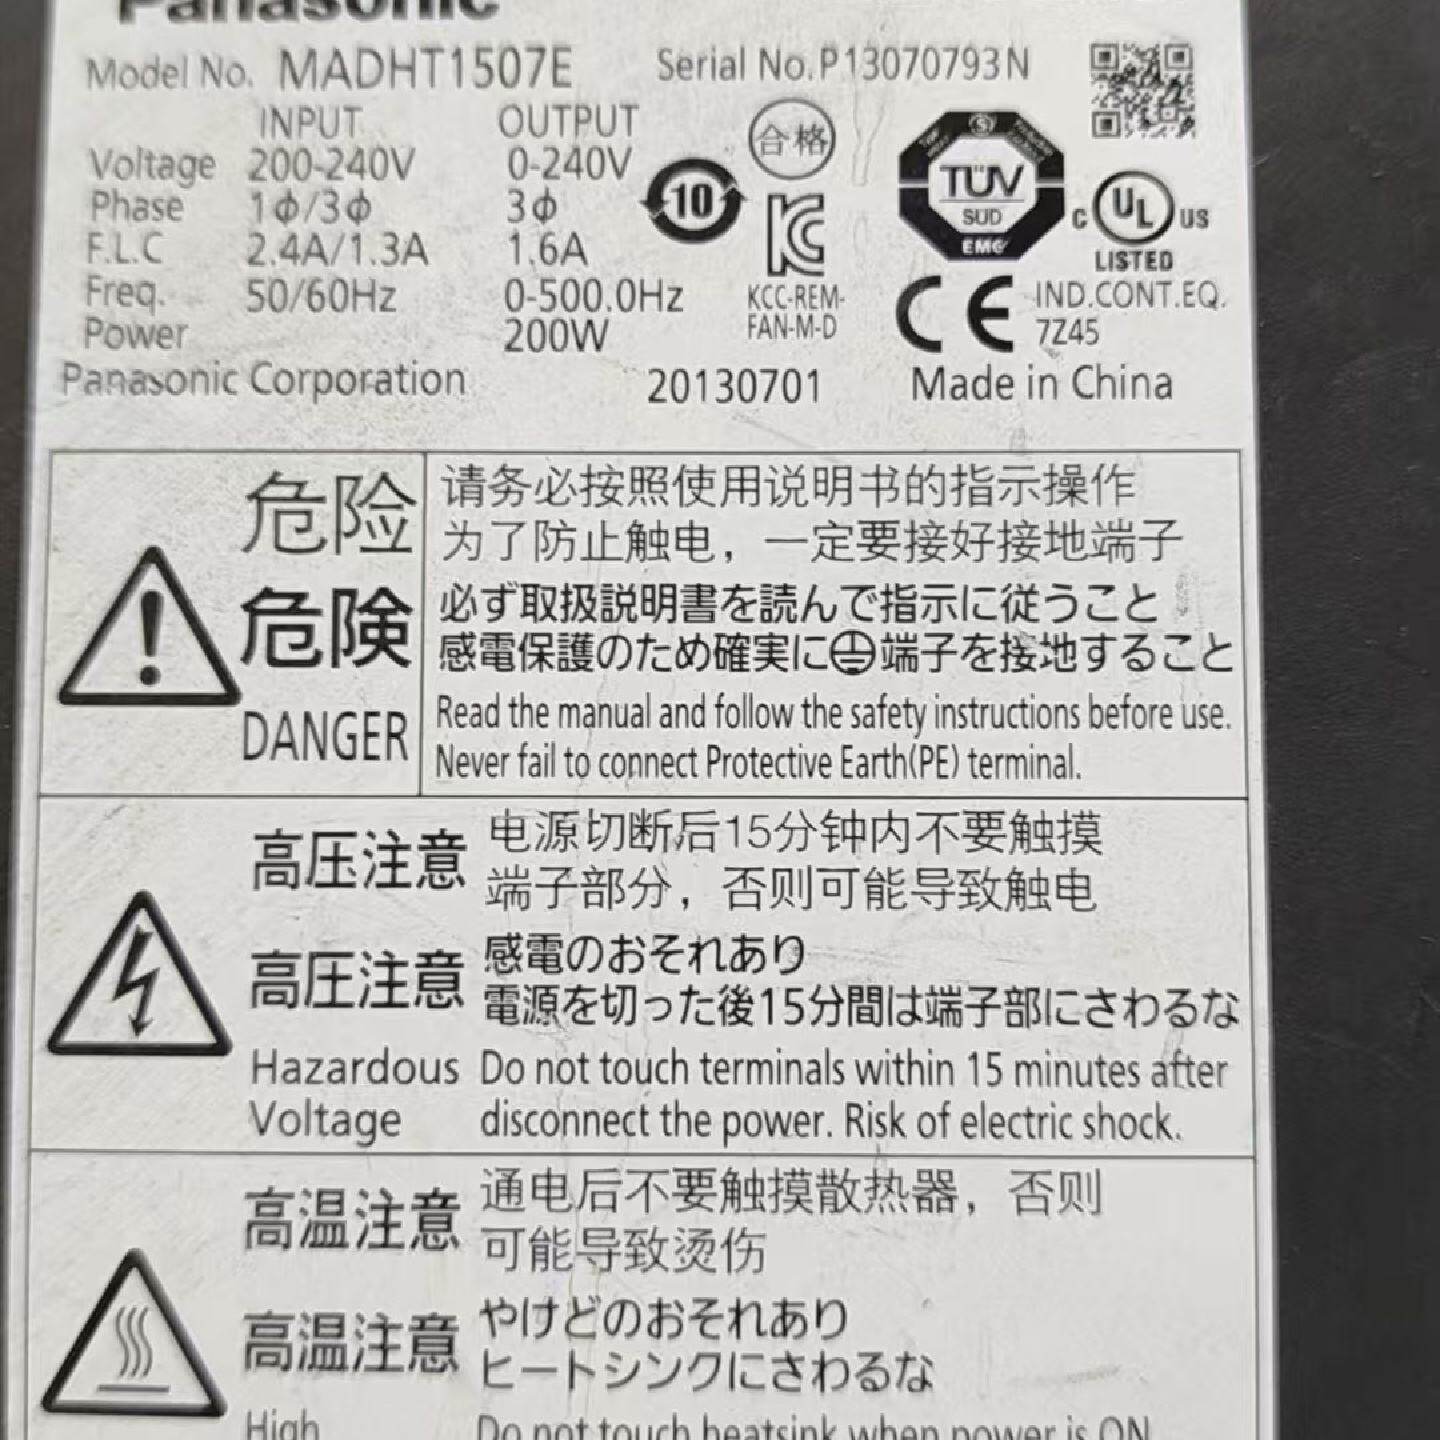 Panasonic
Model No. MADHT1507E Serial No. P13070793N
INPUT OUTPUT
Voltage 200-240V 0-240V
Phase 1ϕ/3ϕ 3ϕ
F.L.C 2.4A/1.3A 1.6A
Freq. 50/60Hz 0-500.0Hz
Power 200W
合格
10
KCC-REM-
FAN-M-D
TÜV
SÜD
EMC
C UL US
LISTED
CE IND.CONT.EQ.
7Z45
Panasonic Corporation 20130701 Made in China
危险
危険
DANGER
请务必按照使用说明书的指示操作
为了防止触电，一定要接好接地端子
必ず取扱説明書を読んで指示に従うこと
感電保護のため確実に⏚端子を接地すること
Read the manual and follow the safety instructions before use.
Never fail to connect Protective Earth(PE) terminal.
高压注意
电源切断后15分钟内不要触摸
端子部分，否则可能导致触电
高圧注意
感電のおそれあり
電源を切った後15分間は端子部にさわるな
Hazardous
Voltage
Do not touch terminals within 15 minutes after
disconnect the power. Risk of electric shock.
高温注意
通电后不要触摸散热器，否则
可能导致烫伤
高温注意
やけどのおそれあり
ヒートシンクにさわるな
High
Do not touch heatsink when power is ON.